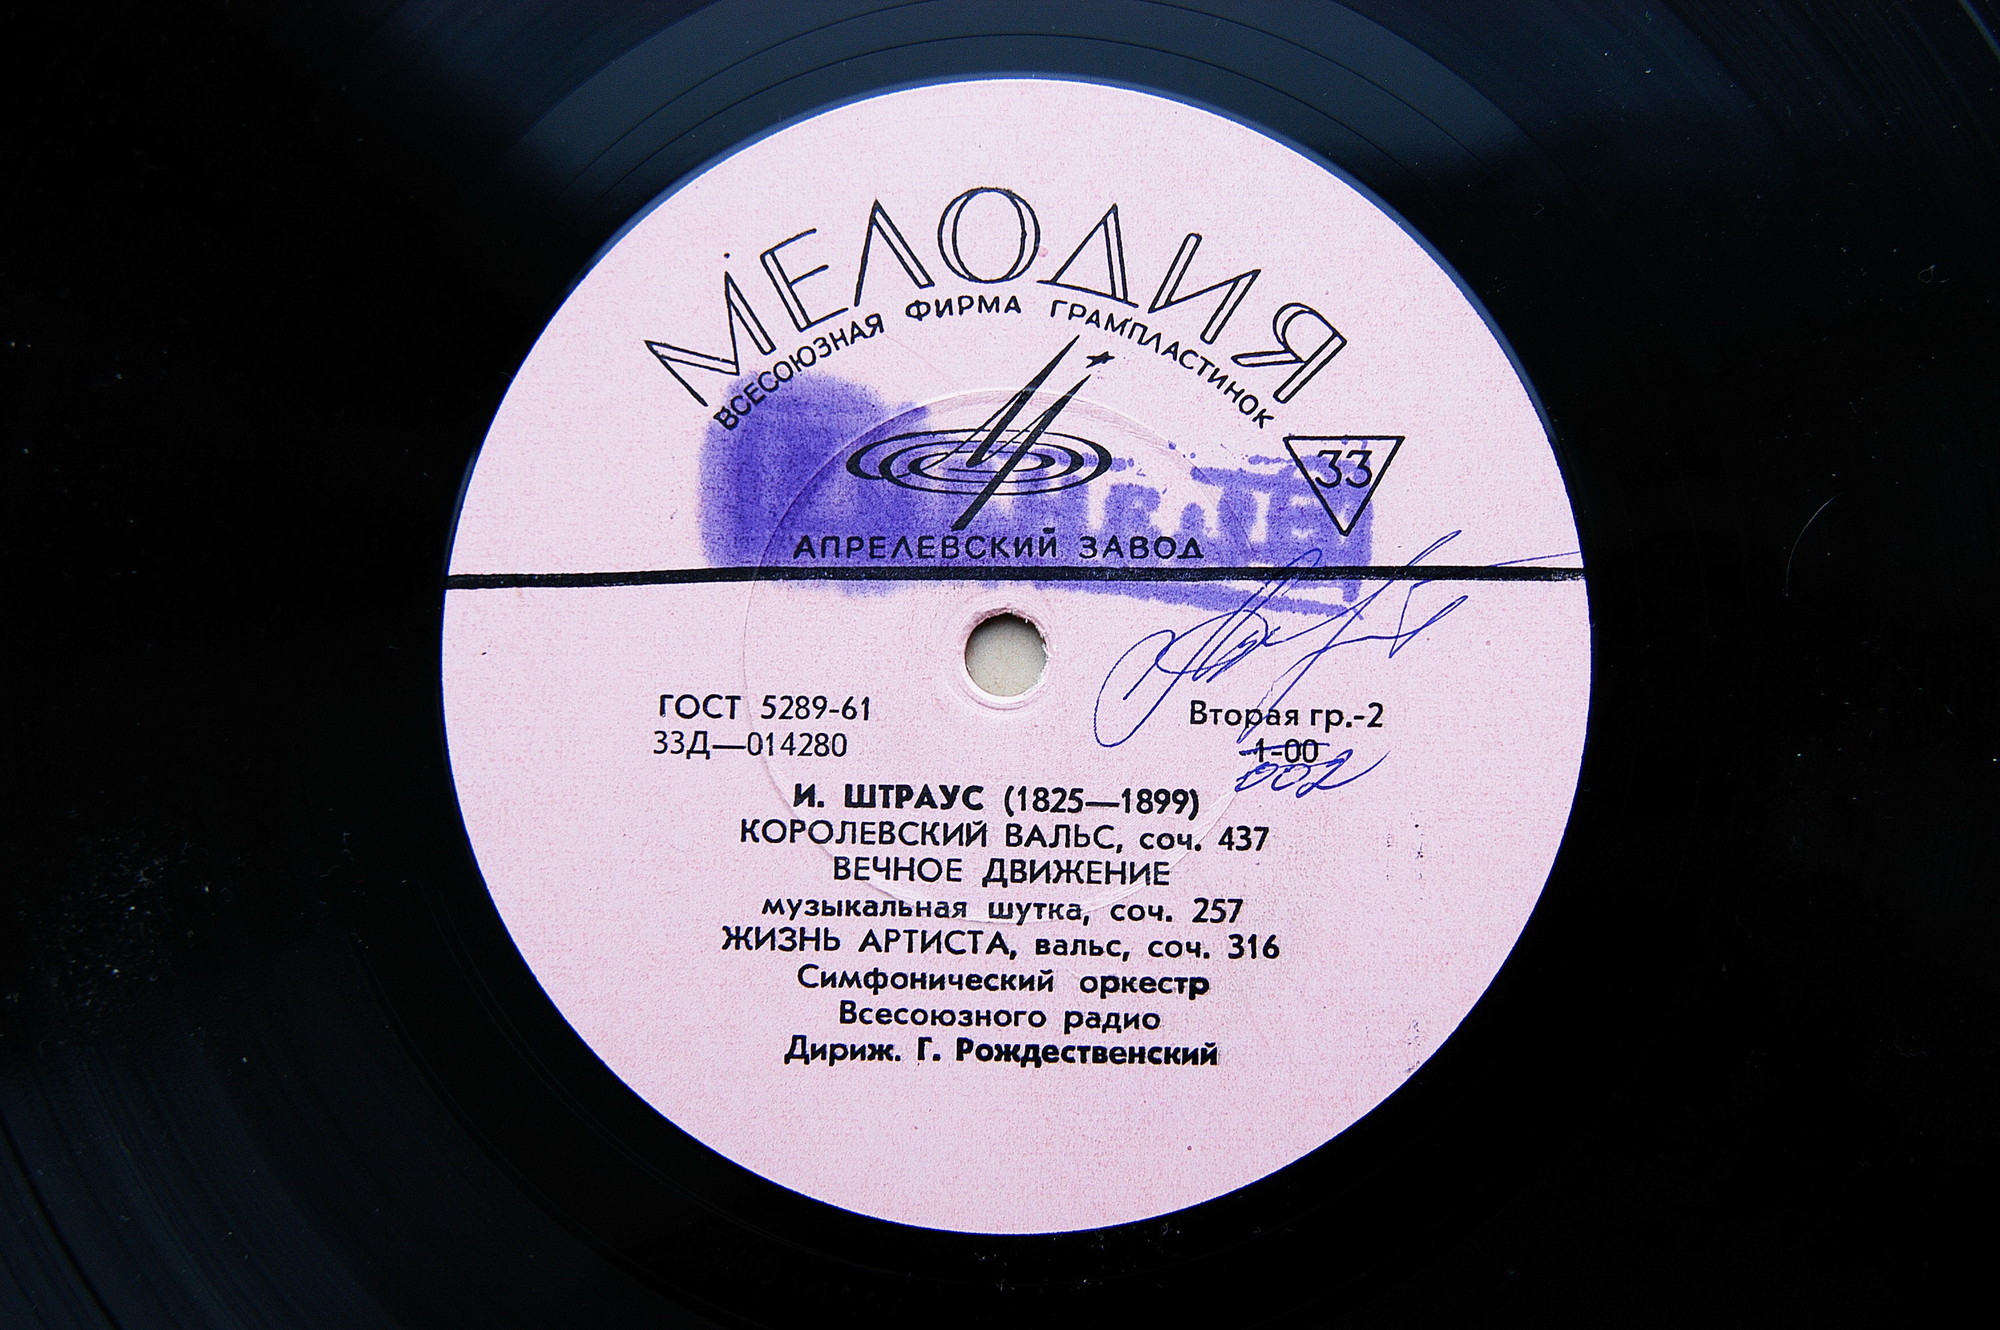 МЕЛОДИЯ
ВСЕСОЮЗНАЯ ФИРМА ГРАМПЛАСТИНОК
33
АПРЕЛЕВСКИЙ ЗАВОД
ГОСТ 5289-61
33Д—014280
Вторая гр.-2
1-00
002
И. ШТРАУС (1825—1899)
КОРОЛЕВСКИЙ ВАЛЬС, соч. 437
ВЕЧНОЕ ДВИЖЕНИЕ
музыкальная шутка, соч. 257
ЖИЗНЬ АРТИСТА, вальс, соч. 316
Симфонический оркестр
Всесоюзного радио
Дириж. Г. Рождественский